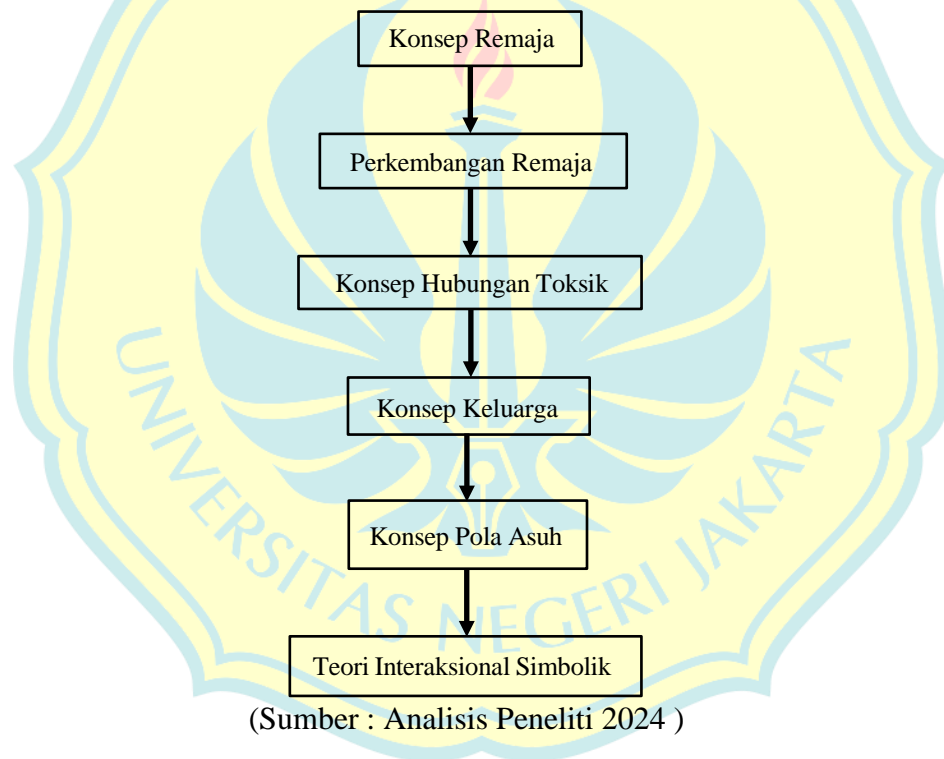 Konsep Remaja
Perkembangan Remaja
Konsep Hubungan Toksik
Konsep Keluarga
Konsep Pola Asuh
Teori Interaksional Simbolik
(Sumber : Analisis Peneliti 2024 )
UNIVERSITAS NEGERI JAKARTA